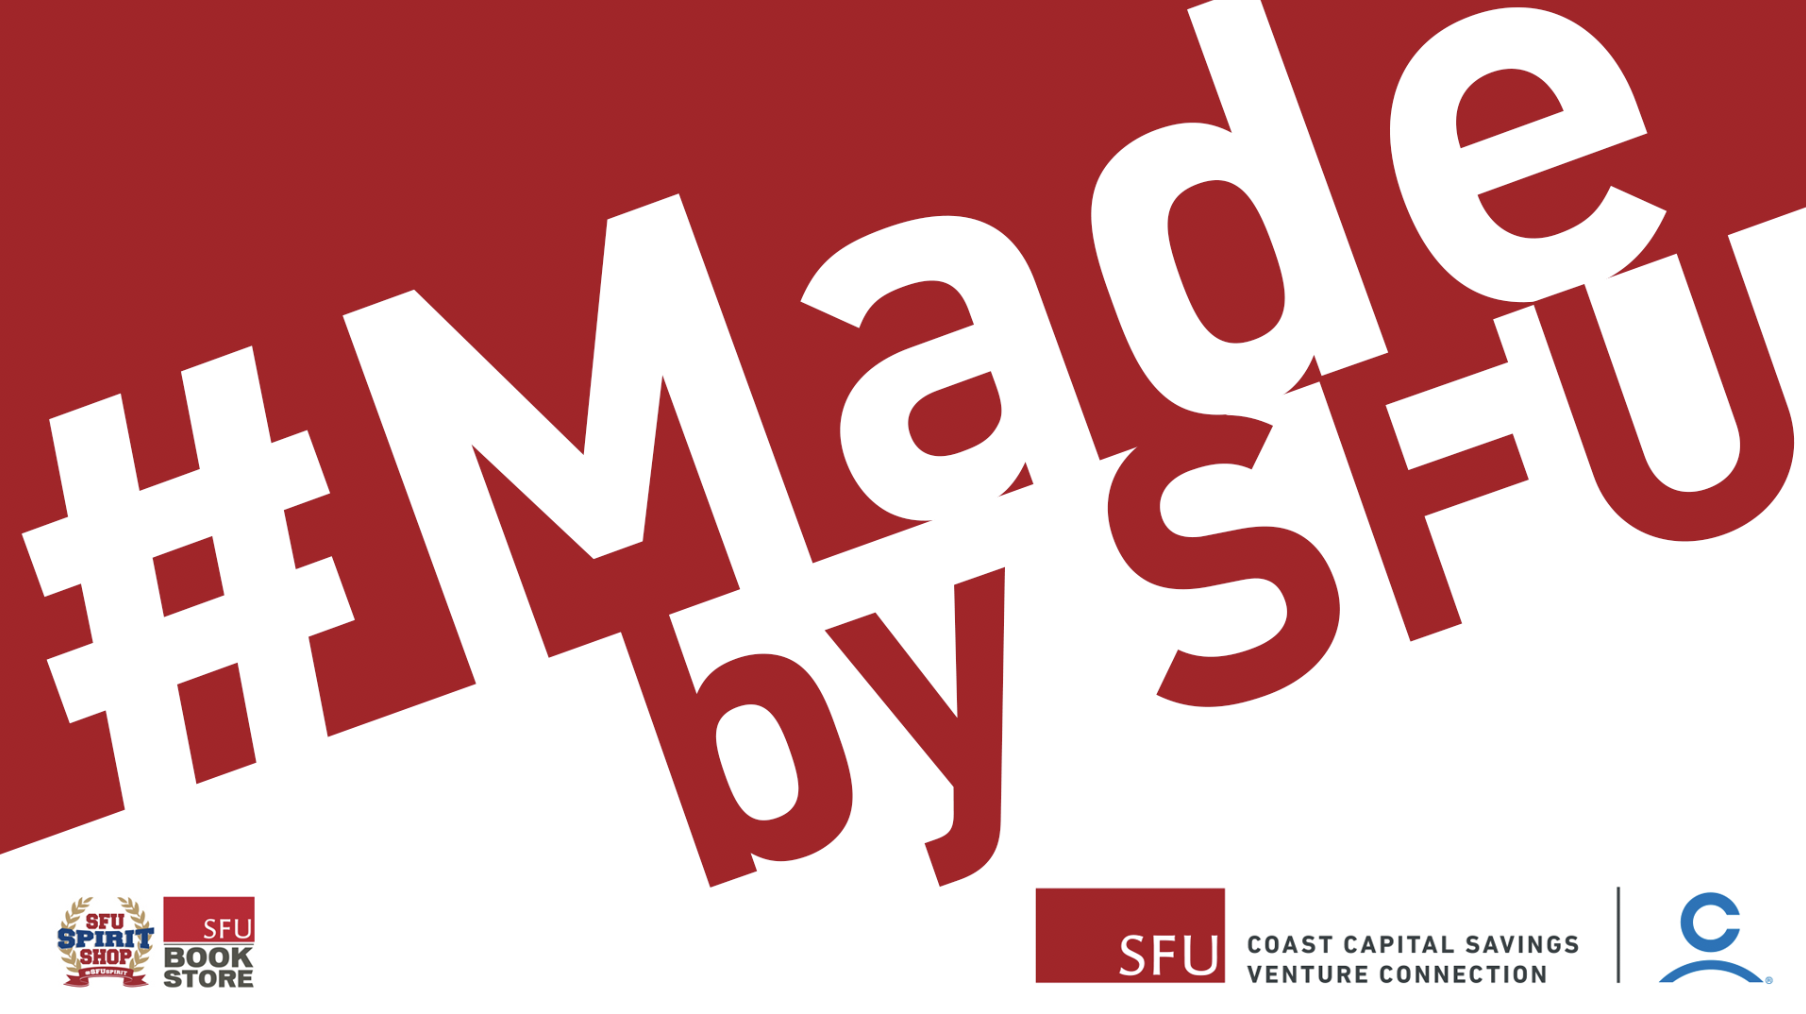 #Made
by SFU
SFU
SPIRIT
SHOP
#SFUSPIRIT
SFU
BOOK
STORE
SFU
COAST CAPITAL SAVINGS
VENTURE CONNECTION
C
®